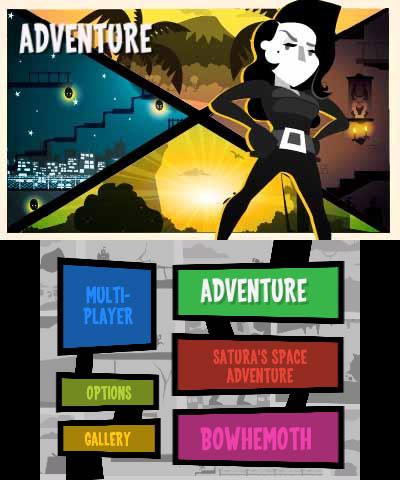 ADVENTURE
MULTI-
PLAYER
OPTIONS
GALLERY
ADVENTURE
SATURA'S SPACE
ADVENTURE
BOWHEMOTH